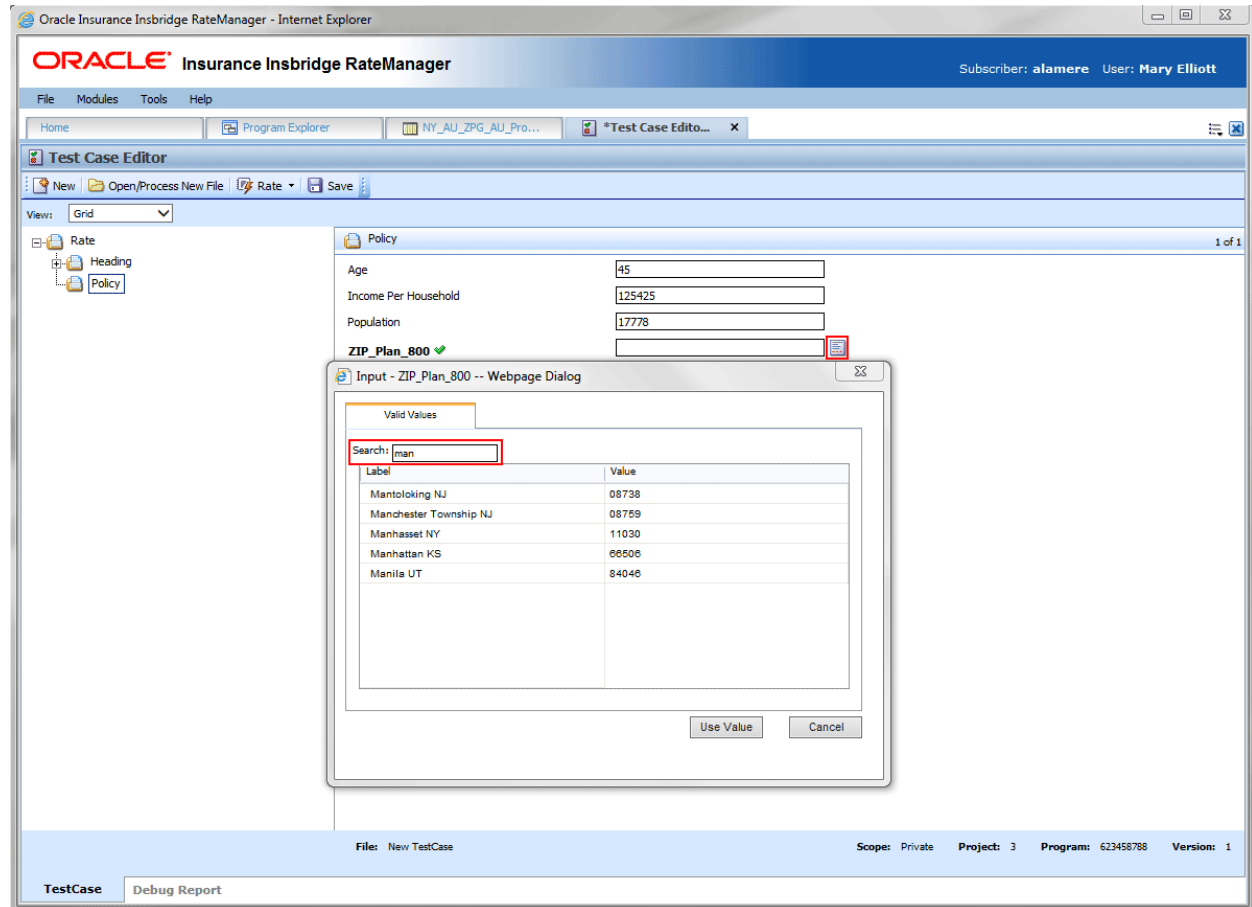 Oracle Insurance Insbridge RateManager - Internet Explorer
ORACLE Insurance Insbridge RateManager
Subscriber: alamere User: Mary Elliott
File Modules Tools Help
Home Program Explorer NY_AU_ZPG_AU_Pro... *Test Case Edito... X
Test Case Editor
New Open/Process New File Rate Save
View: Grid
Rate
Heading
Policy
Policy 1 of 1
Age 45
Income Per Household 125425
Population 17778
ZIP_Plan_800
Input - ZIP_Plan_800 -- Webpage Dialog
Valid Values
Search: man
Label Value
Mantoloking NJ 08738
Manchester Township NJ 08759
Manhasset NY 11030
Manhattan KS 66506
Manila UT 84046
Use Value Cancel
File: New TestCase Scope: Private Project: 3 Program: 623458788 Version: 1
TestCase Debug Report